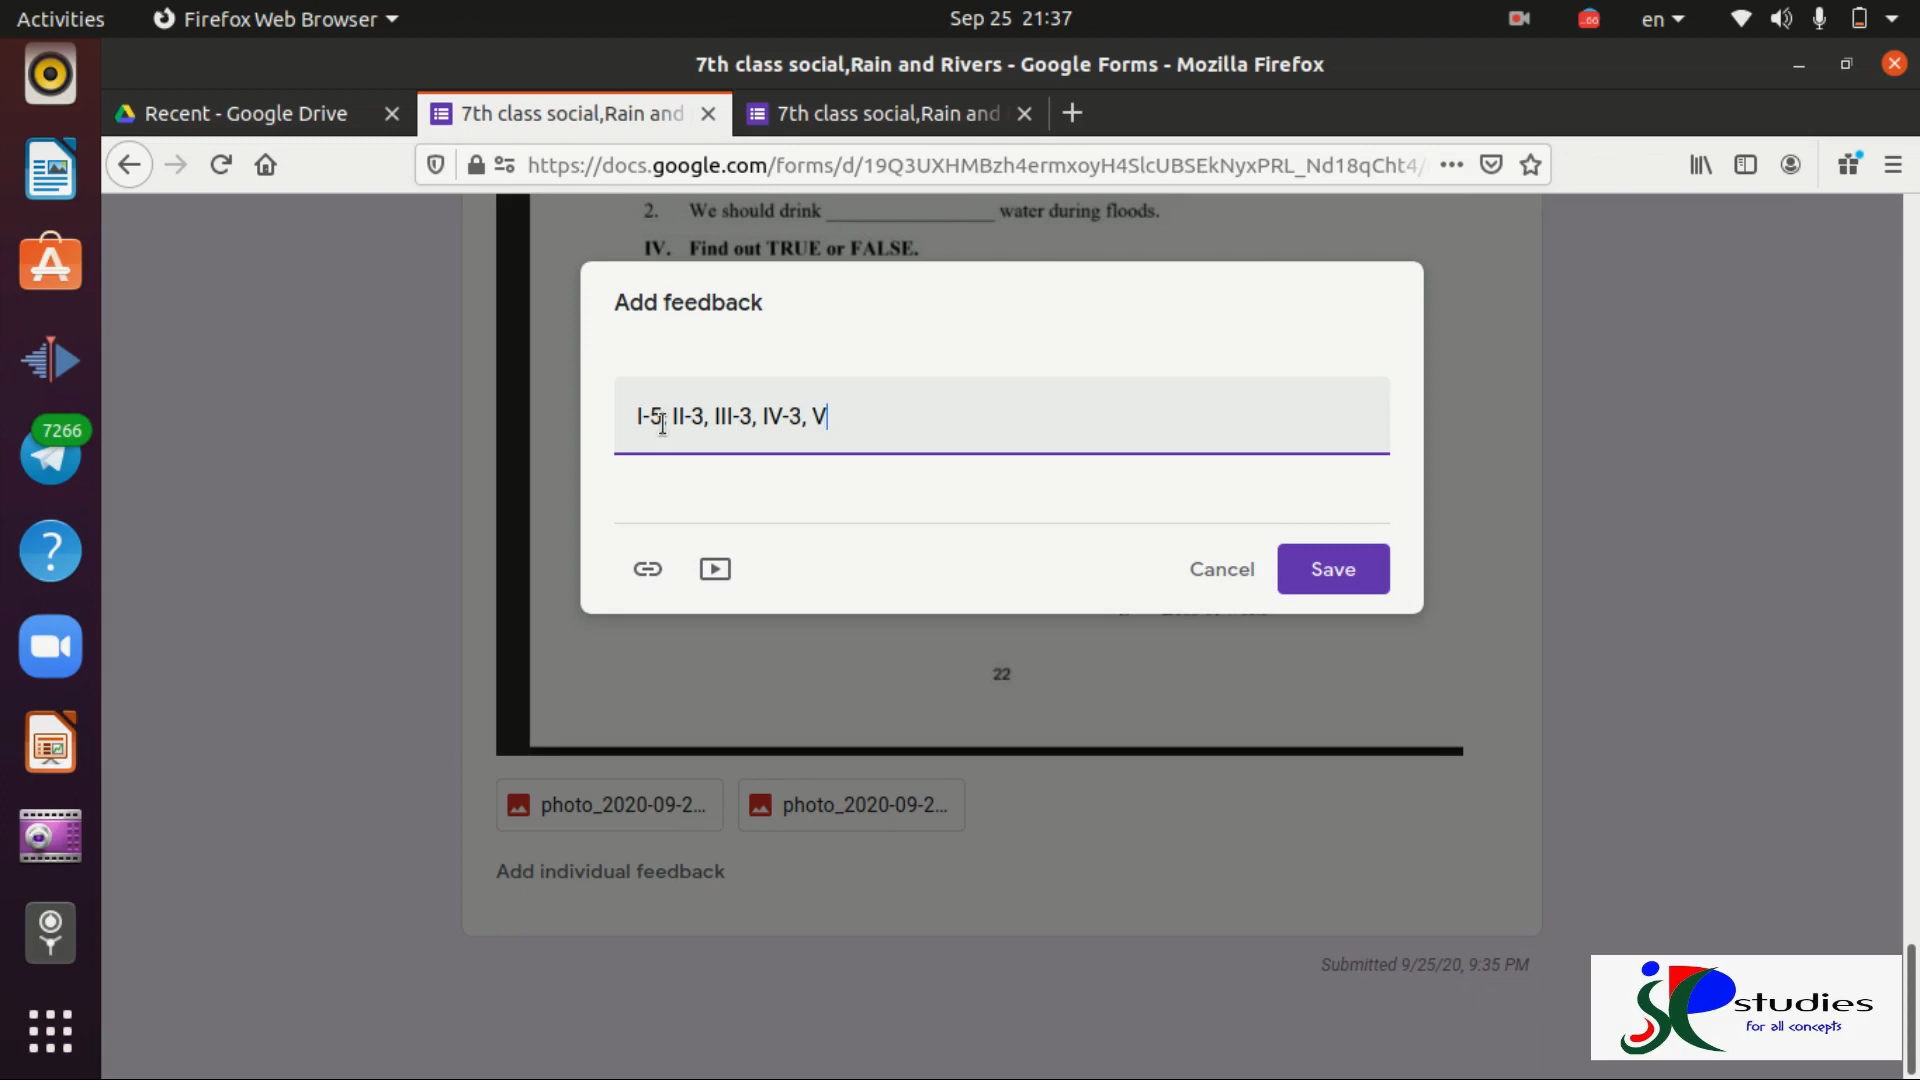 Activities
Firefox Web Browser
Sep 25 21:37
.66
en
7th class social,Rain and Rivers - Google Forms - Mozilla Firefox
Recent - Google Drive
7th class social,Rain and
7th class social,Rain and
https://docs.google.com/forms/d/19Q3UXHMBzh4ermxoyH4SlcUBSEkNyxPRL_Nd18qCht4/
2. We should drink _______________ water during floods.
IV. Find out TRUE or FALSE.
Add feedback
I-5, II-3, III-3, IV-3, V
Cancel
Save
7266
22
photo_2020-09-2...
photo_2020-09-2...
Add individual feedback
Submitted 9/25/20, 9:35 PM
studies
for all concepts